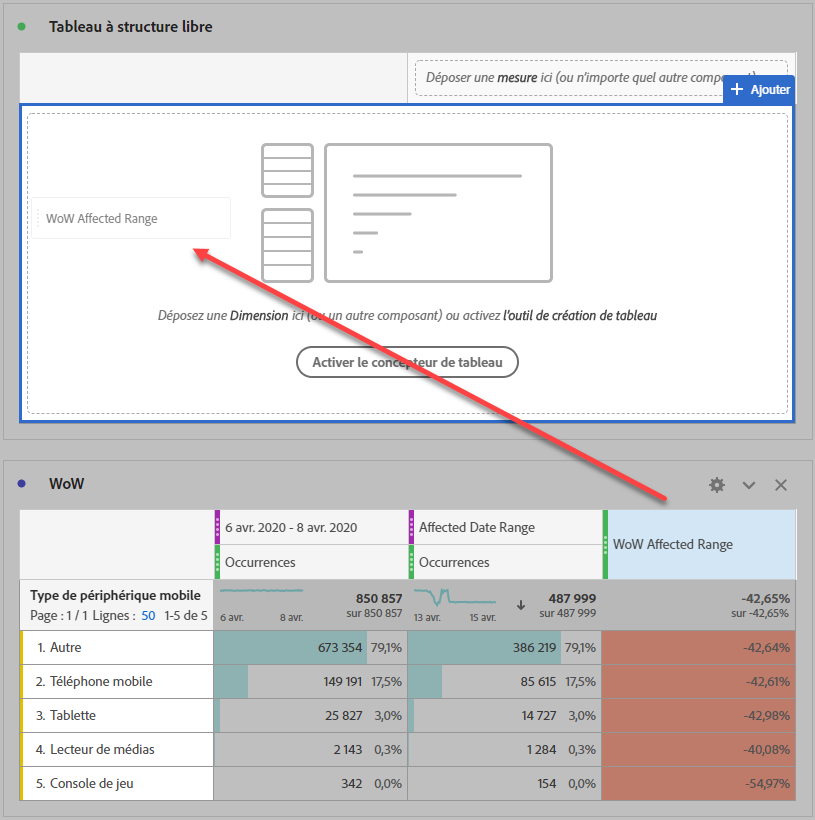 Tableau à structure libre
Déposer une mesure ici (ou n'importe quel autre composant)
Ajouter
WoW Affected Range
Déposez une Dimension ici (ou un autre composant) ou activez l'outil de création de tableau
Activer le concepteur de tableau
WoW
6 avr. 2020 - 8 avr. 2020
Affected Date Range
WoW Affected Range
Occurrences
Occurrences
Type de périphérique mobile
Page : 1 / 1 Lignes : 50 1-5 de 5
850 857
sur 850 857
6 avr. 8 avr.
487 999
sur 487 999
13 avr. 15 avr.
-42,65%
sur -42,65%
1. Autre 673 354 79,1% 386 219 79,1% -42,64%
2. Téléphone mobile 149 191 17,5% 85 615 17,5% -42,61%
3. Tablette 25 827 3,0% 14 727 3,0% -42,98%
4. Lecteur de médias 2 143 0,3% 1 284 0,3% -40,08%
5. Console de jeu 342 0,0% 154 0,0% -54,97%